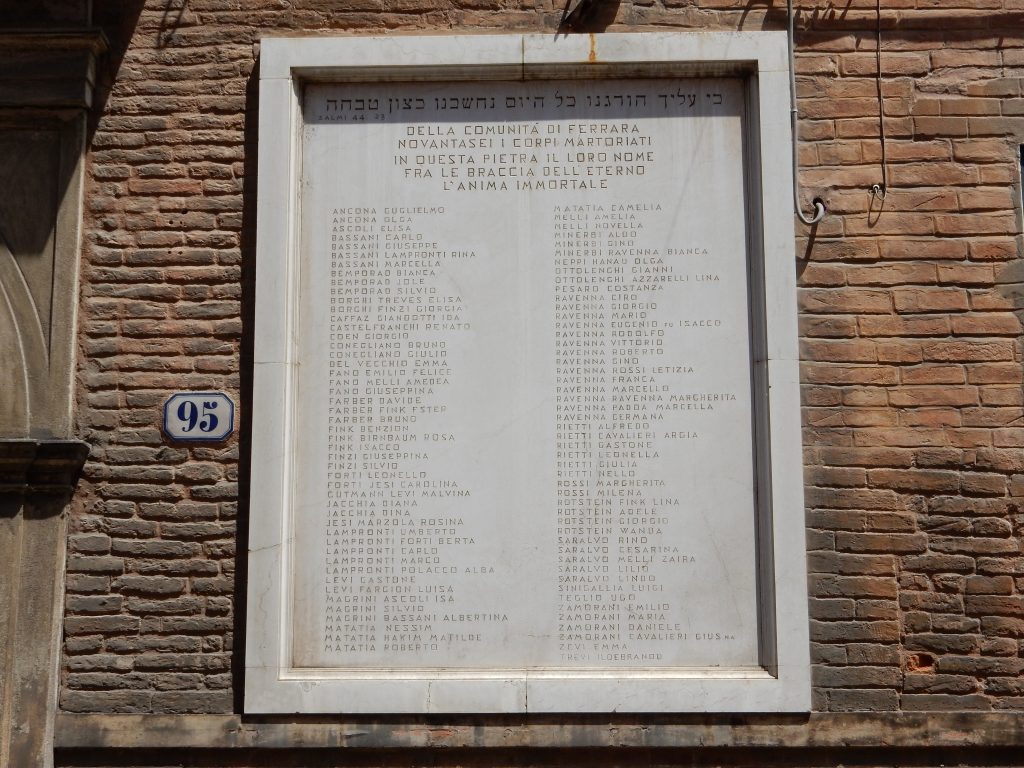 כי עליך הורגנו כל היום נחשבנו כצון טבחה
SALMI 44 23
DELLA COMUNITÀ DI FERRARA
NOVANTASEI I CORPI MARTORIATI
IN QUESTA PIETRA IL LORO NOME
FRA LE BRACCIA DELL'ETERNO
L'ANIMA IMMORTALE
ANCONA GUGLIELMO
ANCONA OLGA
ASCOLI ELISA
BASSANI CARLO
BASSANI GIUSEPPE
BASSANI LAMPRONTI RINA
BASSANI MARCELLA
BEMPORAD BIANCA
BEMPORAD JOLE
BEMPORAD SILVIO
BORGHI TREVES ELISA
BORGHI FINZI GIORGIA
CAFFAZ GIANGOTTI IDA
CASTELFRANCHI RENATO
COEN GIORGIO
CONEGLIANO BRUNO
CONEGLIANO GIULIO
DEL VECCHIO EMMA
FANO EMILIO FELICE
FANO MELLI AMEDEA
FANO GIUSEPPINA
FARBER DAVIDE
FARBER FINK ESTER
FARBER BRUNO
FINK BENZION
FINK BIRNBAUM ROSA
FINK ISACCO
FINZI GIUSEPPINA
FINZI SILVIO
FORTI LEONELLO
FORTI JESI CAROLINA
GUTMANN LEVI MALVINA
JACCHIA DIANA
JACCHIA DINA
JESI MARZOLA ROSINA
LAMPRONTI UMBERTO
LAMPRONTI FORTI BERTA
LAMPRONTI CARLO
LAMPRONTI MARCO
LAMPRONTI POLACCO ALBA
LEVI GASTONE
LEVI FARGION LUISA
MAGRINI ASCOLI ISA
MAGRINI SILVIO
MAGRINI BASSANI ALBERTINA
MATATIA NESSIM
MATATIA HAKIM MATILDE
MATATIA ROBERTO
MATATIA CAMELIA
MELLI AMELIA
MELLI NOVELLA
MINERBI ALDO
MINERBI GINO
MINERBI RAVENNA BIANCA
NEPPI HANAU OLGA
OTTOLENGHI GIANNI
OTTOLENGHI AZZARELLI LINA
PESARO COSTANZA
RAVENNA CIRO
RAVENNA GIORGIO
RAVENNA MARIO
RAVENNA EUGENIO FU ISACCO
RAVENNA RODOLFO
RAVENNA VITTORIO
RAVENNA ROBERTO
RAVENNA GINO
RAVENNA ROSSI LETIZIA
RAVENNA FRANCA
RAVENNA MARCELLO
RAVENNA RAVENNA MARGHERITA
RAVENNA PADOA MARCELLA
RAVENNA GERMANA
RIETTI ALFREDO
RIETTI CAVALIERI ARGIA
RIETTI GASTONE
RIETTI LEONELLA
RIETTI GIULIA
RIETTI NELLO
ROSSI MARGHERITA
ROSSI MILENA
ROTSTEIN FINK LINA
ROTSTEIN ADELE
ROTSTEIN GIORGIO
ROTSTEIN WANDA
SARALVO RINO
SARALVO CESARINA
SARALVO MELLI ZAIRA
SARALVO LILIO
SARALVO LINDO
SINIGALLIA LUIGI
TEGLIO UGO
ZAMORANI EMILIO
ZAMORANI MARIA
ZAMORANI DANIELE
ZAMORANI CAVALIERI GIUS.NA
ZEVI EMMA
TREVI ILDEBRANDO
95